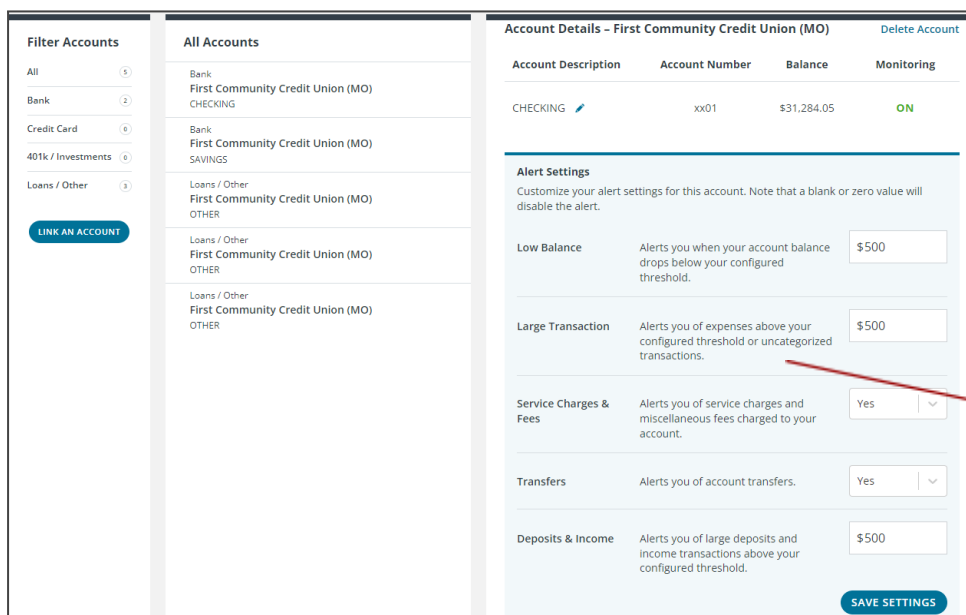 Filter Accounts
All 5
Bank 2
Credit Card 0
401k / Investments 0
Loans / Other 3
LINK AN ACCOUNT
All Accounts
Bank
First Community Credit Union (MO)
CHECKING
Bank
First Community Credit Union (MO)
SAVINGS
Loans / Other
First Community Credit Union (MO)
OTHER
Loans / Other
First Community Credit Union (MO)
OTHER
Loans / Other
First Community Credit Union (MO)
OTHER
Account Details – First Community Credit Union (MO) Delete Account
Account Description Account Number Balance Monitoring
CHECKING xx01 $31,284.05 ON
Alert Settings
Customize your alert settings for this account. Note that a blank or zero value will
disable the alert.
Low Balance
Alerts you when your account balance
drops below your configured
threshold.
$500
Large Transaction
Alerts you of expenses above your
configured threshold or uncategorized
transactions.
$500
Service Charges &
Fees
Alerts you of service charges and
miscellaneous fees charged to your
account.
Yes
Transfers
Alerts you of account transfers.
Yes
Deposits & Income
Alerts you of large deposits and
income transactions above your
configured threshold.
$500
SAVE SETTINGS